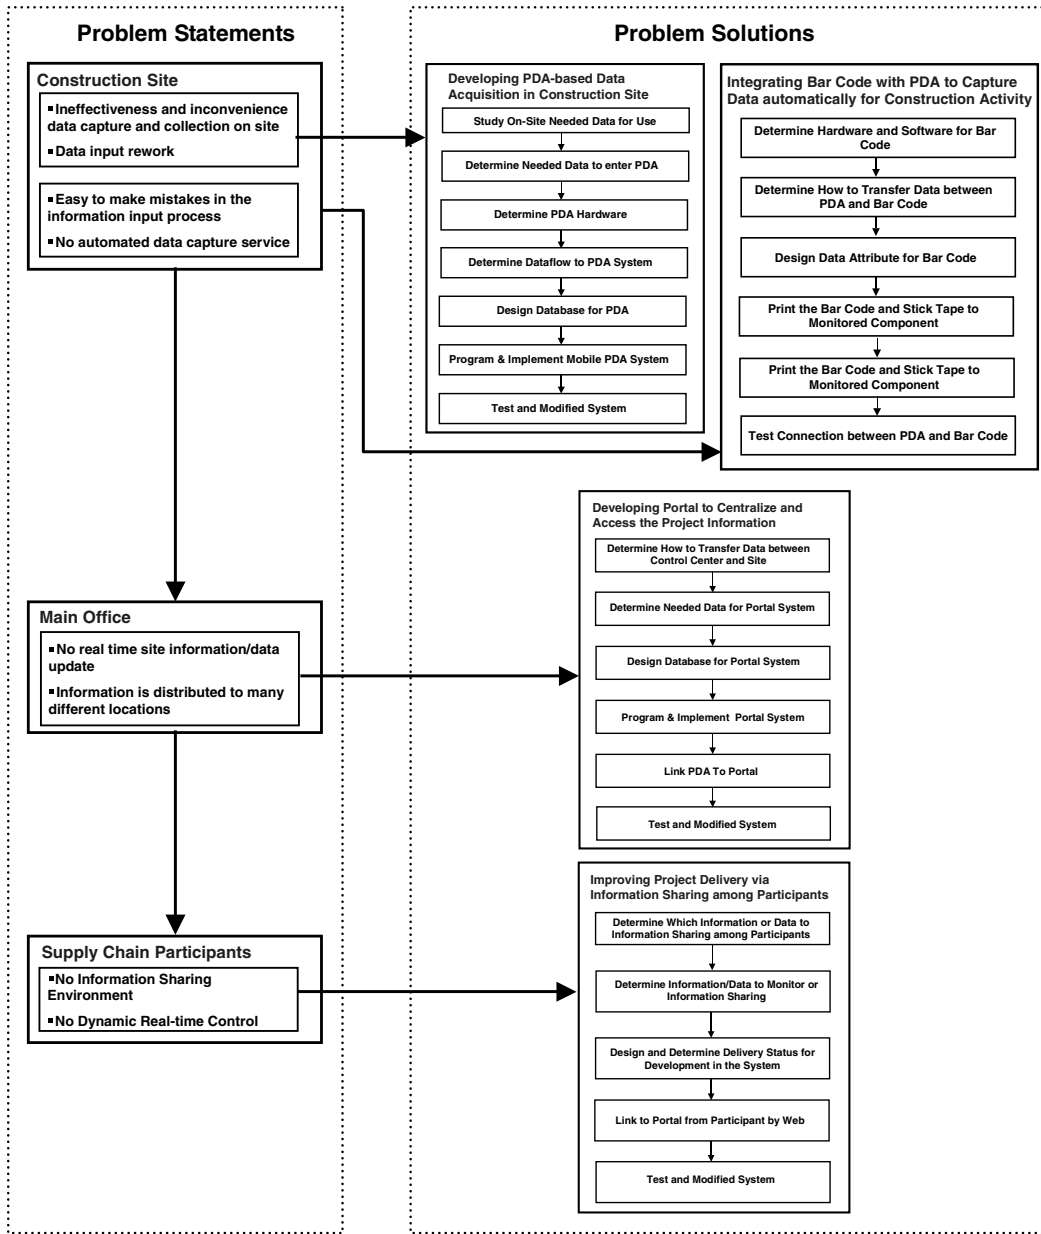 Problem Statements
Construction Site
▪Ineffectiveness and inconvenience
data capture and collection on site
▪Data input rework
▪Easy to make mistakes in the
information input process
▪No automated data capture service
Main Office
▪No real time site information/data
update
▪Information is distributed to many
different locations
Supply Chain Participants
▪No Information Sharing
Environment
▪No Dynamic Real-time Control
Problem Solutions
Developing PDA-based Data
Acquisition in Construction Site
Study On-Site Needed Data for Use
Determine Needed Data to enter PDA
Determine PDA Hardware
Determine Dataflow to PDA System
Design Database for PDA
Program & Implement Mobile PDA System
Test and Modified System
Integrating Bar Code with PDA to Capture
Data automatically for Construction Activity
Determine Hardware and Software for Bar
Code
Determine How to Transfer Data between
PDA and Bar Code
Design Data Attribute for Bar Code
Print the Bar Code and Stick Tape to
Monitored Component
Print the Bar Code and Stick Tape to
Monitored Component
Test Connection between PDA and Bar Code
Developing Portal to Centralize and
Access the Project Information
Determine How to Transfer Data between
Control Center and Site
Determine Needed Data for Portal System
Design Database for Portal System
Program & Implement Portal System
Link PDA To Portal
Test and Modified System
Improving Project Delivery via
Information Sharing among Participants
Determine Which Information or Data to
Information Sharing among Participants
Determine Information/Data to Monitor or
Information Sharing
Design and Determine Delivery Status for
Development in the System
Link to Portal from Participant by Web
Test and Modified System